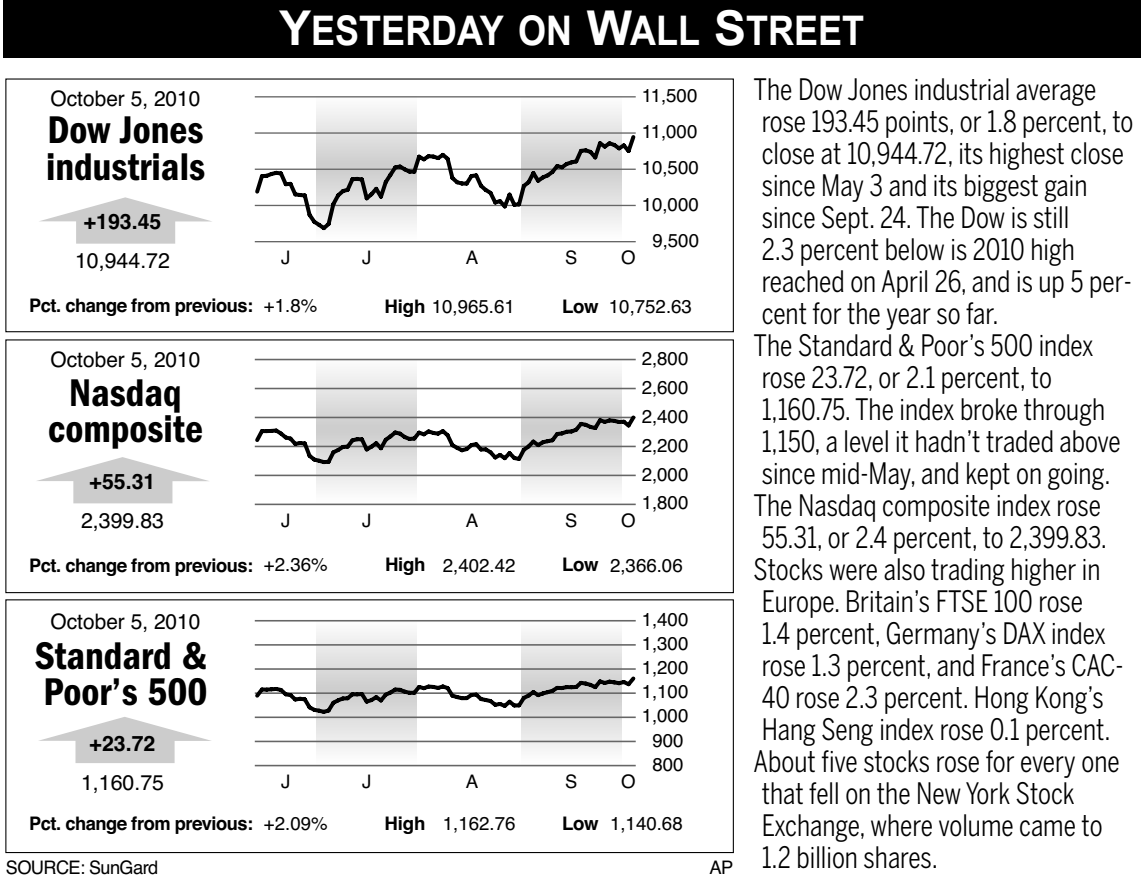 YESTERDAY ON WALL STREET
October 5, 2010
Dow Jones
industrials
+193.45
10,944.72
11,500
11,000
10,500
10,000
9,500
J J A S O
Pct. change from previous: +1.8% High 10,965.61 Low 10,752.63
October 5, 2010
Nasdaq
composite
+55.31
2,399.83
2,800
2,600
2,400
2,200
2,000
1,800
J J A S O
Pct. change from previous: +2.36% High 2,402.42 Low 2,366.06
October 5, 2010
Standard &
Poor's 500
+23.72
1,160.75
1,400
1,300
1,200
1,100
1,000
900
800
J J A S O
Pct. change from previous: +2.09% High 1,162.76 Low 1,140.68
SOURCE: SunGard AP
The Dow Jones industrial average
rose 193.45 points, or 1.8 percent, to
close at 10,944.72, its highest close
since May 3 and its biggest gain
since Sept. 24. The Dow is still
2.3 percent below is 2010 high
reached on April 26, and is up 5 per-
cent for the year so far.
The Standard & Poor's 500 index
rose 23.72, or 2.1 percent, to
1,160.75. The index broke through
1,150, a level it hadn't traded above
since mid-May, and kept on going.
The Nasdaq composite index rose
55.31, or 2.4 percent, to 2,399.83.
Stocks were also trading higher in
Europe. Britain's FTSE 100 rose
1.4 percent, Germany's DAX index
rose 1.3 percent, and France's CAC-
40 rose 2.3 percent. Hong Kong's
Hang Seng index rose 0.1 percent.
About five stocks rose for every one
that fell on the New York Stock
Exchange, where volume came to
1.2 billion shares.